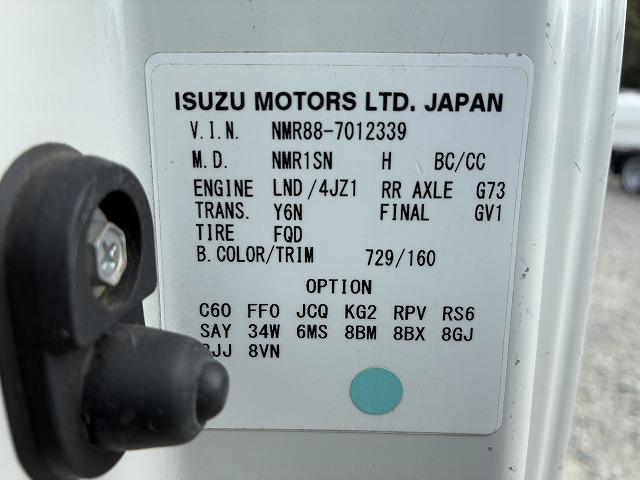 ISUZU MOTORS LTD. JAPAN
V.I.N. NMR88-7012339
M.D. NMR1SN H BC/CC
ENGINE LND/4JZ1 RR AXLE G73
TRANS. Y6N FINAL GV1
TIRE FQD
B.COLOR/TRIM 729/160
OPTION
C60 FF0 JCQ KG2 RPV RS6
SAY 34W 6MS 8BM 8BX 8GJ
8VN